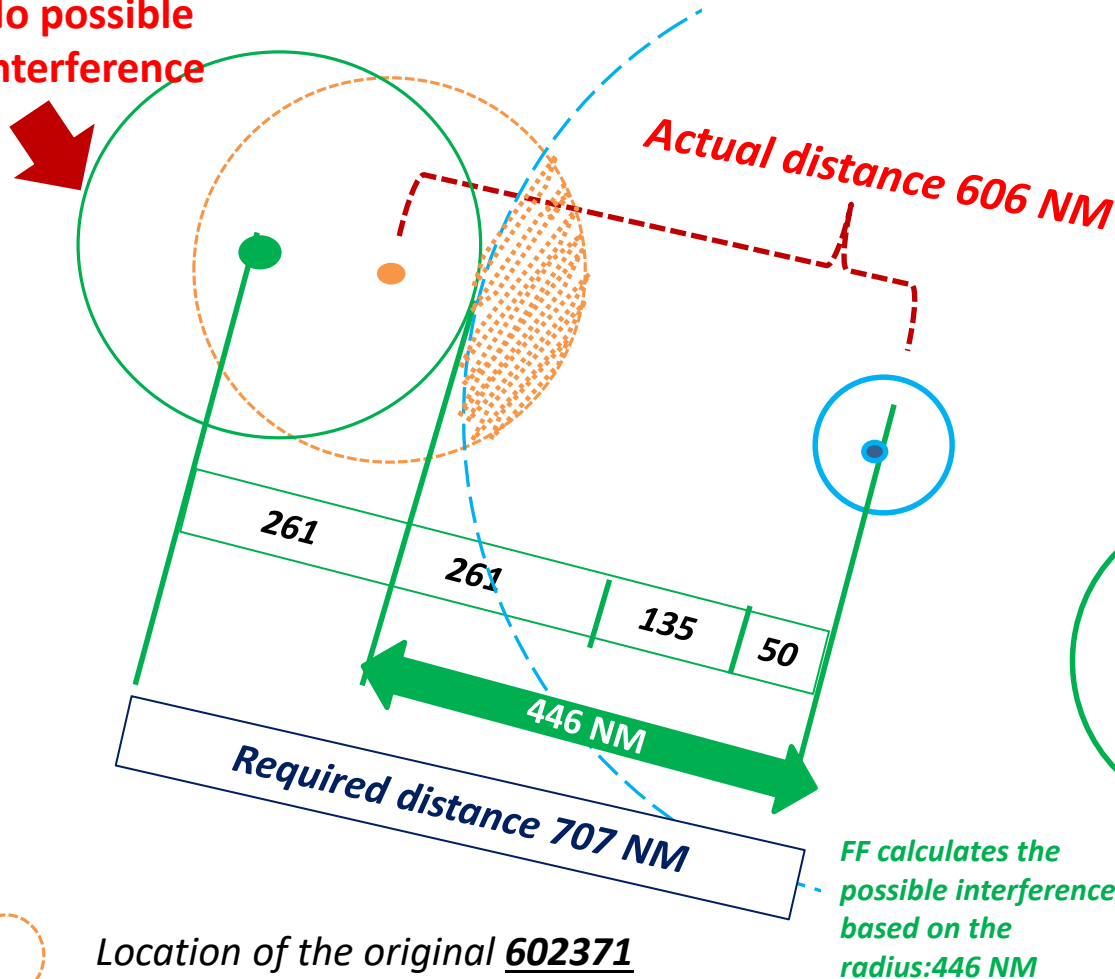 No possible
nterference
Actual distance 606 NM
261
261
135
50
446 NM
Required distance 707 NM
FF calculates the
possible interference
based on the
radius:446 NM
Location of the original 602371